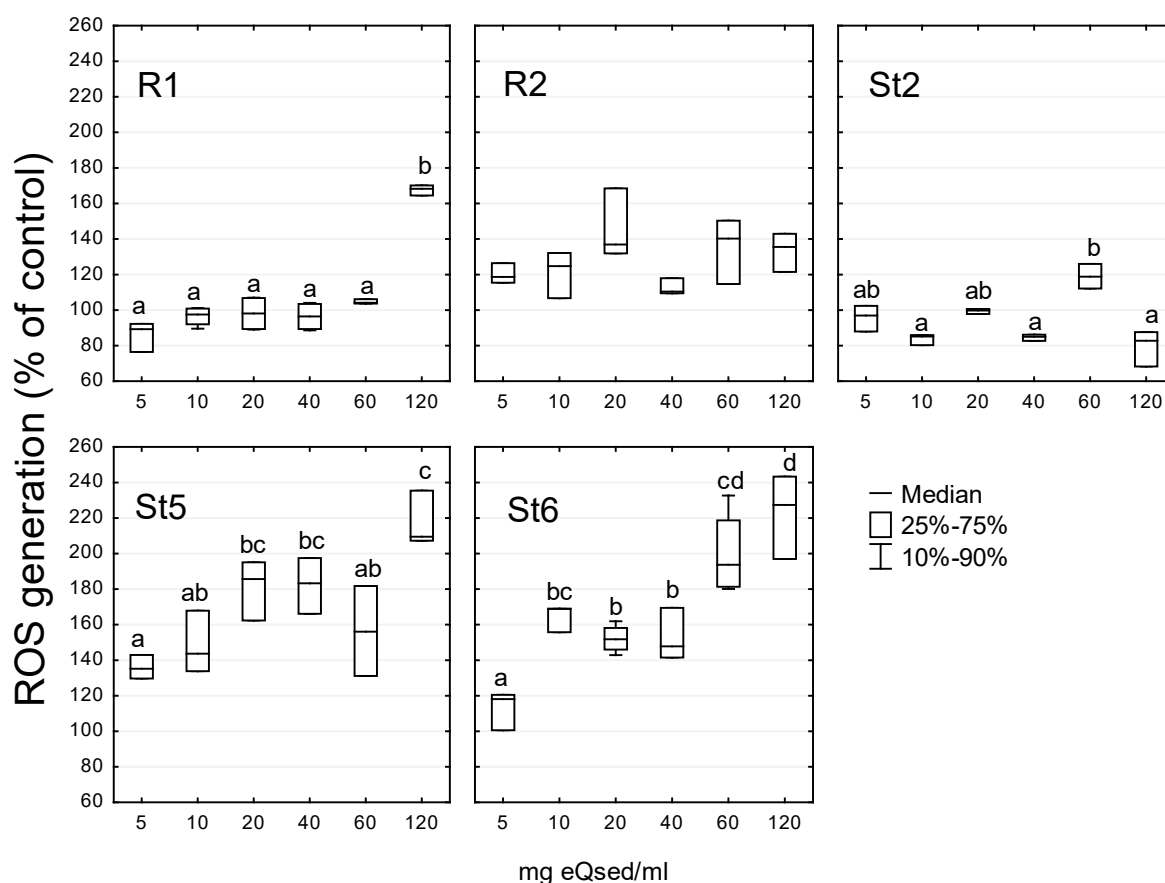 ROS generation (% of control)
260
240
220
200
180
160
140
120
100
80
60
R1
a
a
a
a
a
b
5 10 20 40 60 120
R2
5 10 20 40 60 120
St2
ab
a
ab
a
b
a
5 10 20 40 60 120
260
240
220
200
180
160
140
120
100
80
60
St5
a
ab
bc
bc
ab
c
5 10 20 40 60 120
St6
a
bc
b
b
cd
d
5 10 20 40 60 120
Median
25%-75%
10%-90%
mg eQsed/ml